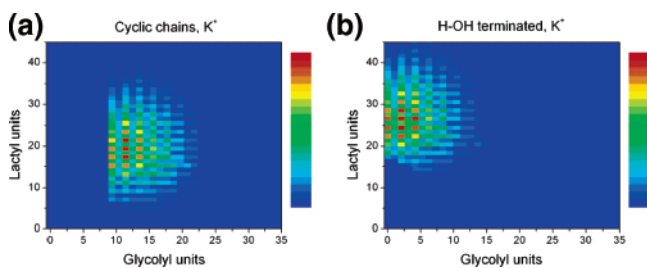 (a) Cyclic chains, K+
Lactyl units
40
30
20
10
0
0 5 10 15 20 25 30 35
Glycolyl units
(b) H-OH terminated, K+
Lactyl units
40
30
20
10
0
0 5 10 15 20 25 30 35
Glycolyl units